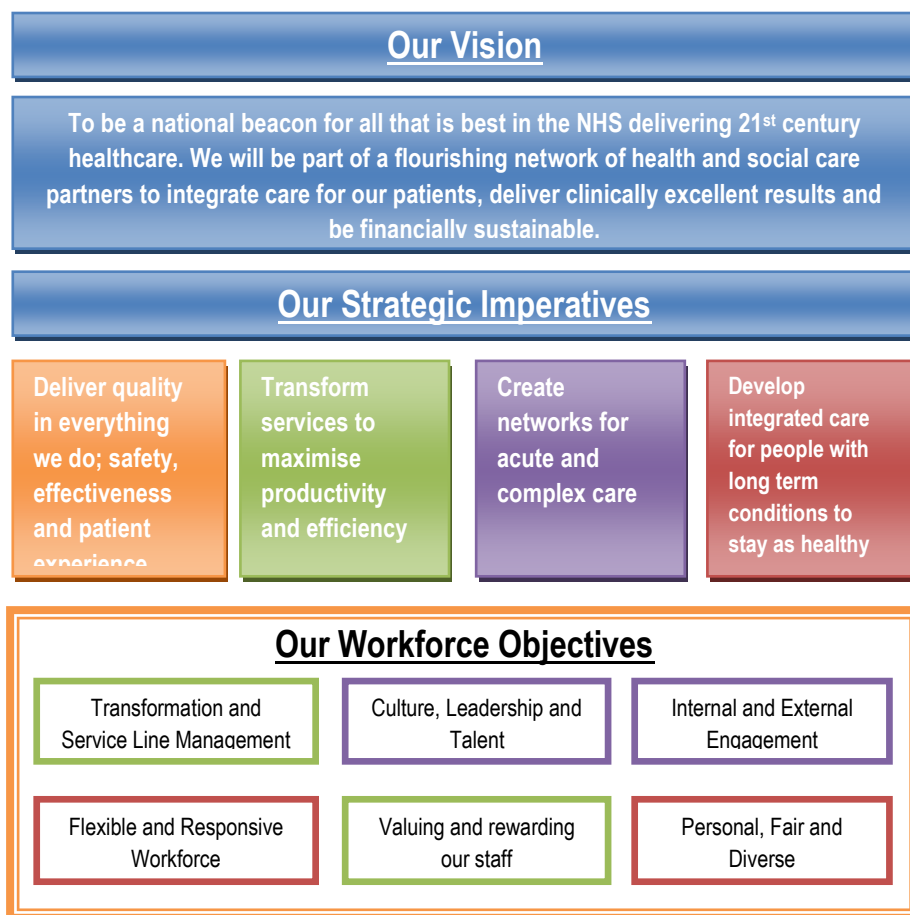 Our Vision
To be a national beacon for all that is best in the NHS delivering 21st century
healthcare. We will be part of a flourishing network of health and social care
partners to integrate care for our patients, deliver clinically excellent results and
be financially sustainable.
Our Strategic Imperatives
Deliver quality
in everything
we do; safety,
effectiveness
and patient
experience
Transform
services to
maximise
productivity
and efficiency
Create
networks for
acute and
complex care
Develop
integrated care
for people with
long term
conditions to
stay as healthy
Our Workforce Objectives
Transformation and
Service Line Management
Culture, Leadership and
Talent
Internal and External
Engagement
Flexible and Responsive
Workforce
Valuing and rewarding
our staff
Personal, Fair and
Diverse